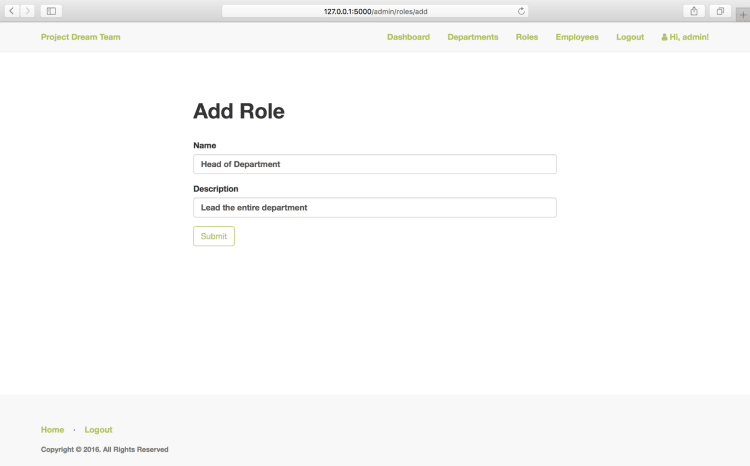 127.0.0.1:5000/admin/roles/add
Project Dream Team Dashboard Departments Roles Employees Logout Hi, admin!
Add Role
Name
Head of Department
Description
Lead the entire department
Submit
Home · Logout
Copyright © 2016. All Rights Reserved